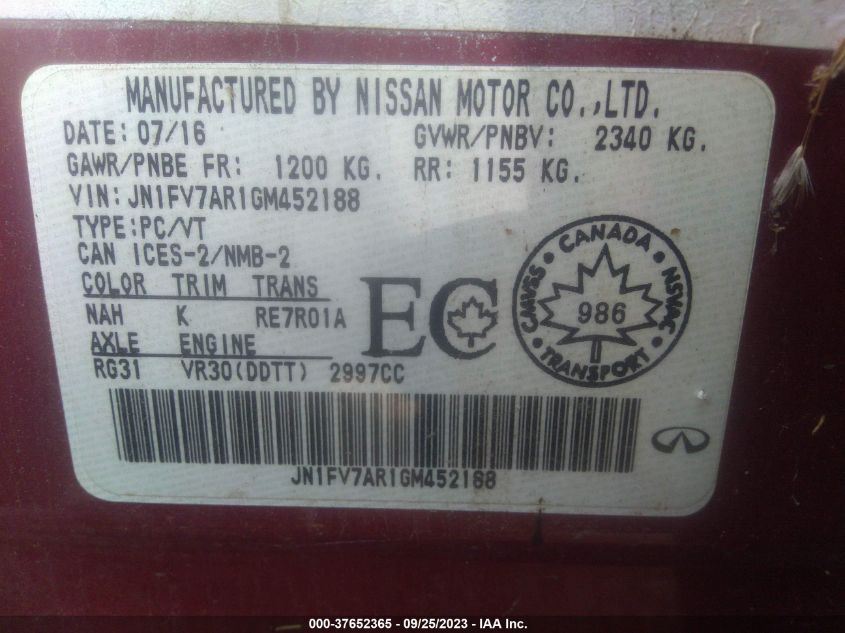 MANUFACTURED BY NISSAN MOTOR CO.,LTD.
DATE: 07/16 GVWR/PNBV: 2340 KG.
GAWR/PNBE FR: 1200 KG. RR: 1155 KG.
VIN: JN1FV7AR1GM452188
TYPE:PC/VT
CAN ICES-2/NMB-2
COLOR TRIM TRANS
NAH K RE7R01A
AXLE ENGINE
RG31 VR30(DDTT) 2997CC
EC
CANADA
CMVSS NSVAC
986
TRANSPORT
JN1FV7AR1GM452188
000-37652365 - 09/25/2023 - IAA Inc.